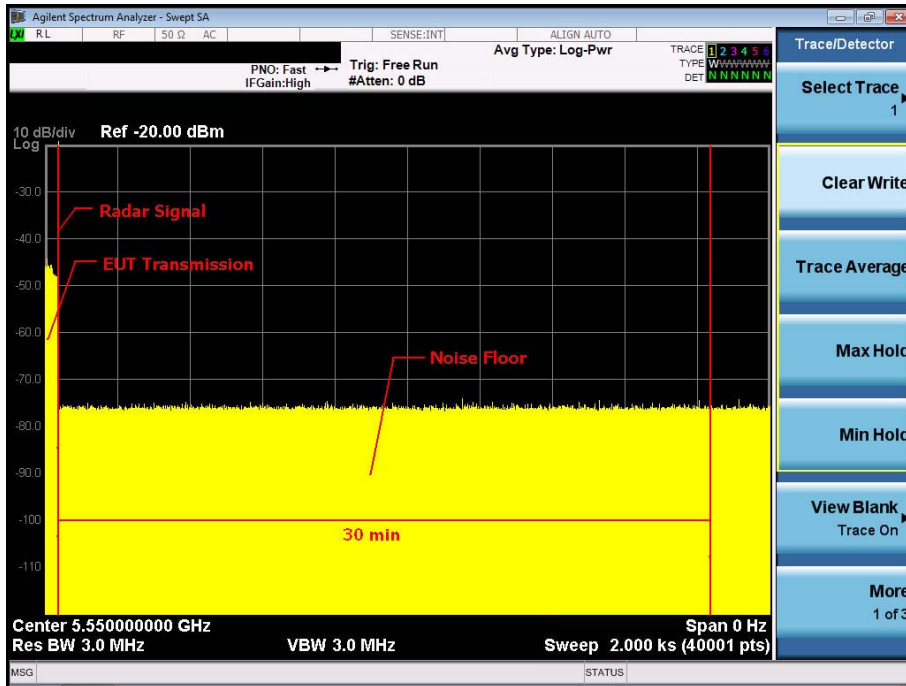 Agilent Spectrum Analyzer - Swept SA
LXI RL RF 50 Ω AC SENSE:INT ALIGN AUTO
Avg Type: Log-Pwr
TRACE 1 2 3 4 5 6
TYPE WWWWWW
DET N N N N N N
PNO: Fast
IFGain:High
Trig: Free Run
#Atten: 0 dB
10 dB/div Ref -20.00 dBm
Log
-30.0
Radar Signal
-40.0
EUT Transmission
-50.0
-60.0
Noise Floor
-70.0
-80.0
-90.0
-100
30 min
-110
Center 5.550000000 GHz Span 0 Hz
Res BW 3.0 MHz VBW 3.0 MHz Sweep 2.000 ks (40001 pts)
MSG STATUS
Trace/Detector
Select Trace
1
Clear Write
Trace Average
Max Hold
Min Hold
View Blank
Trace On
More
1 of 3